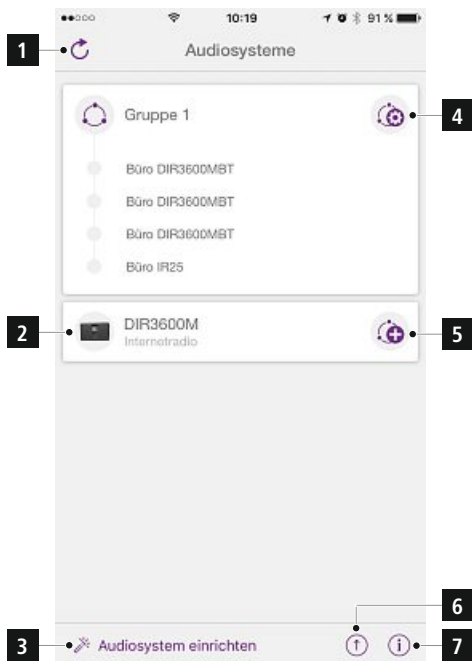 10:19 91 %
1 Audiosysteme
Gruppe 1 4
Büro DIR3600MBT
Büro DIR3600MBT
Büro DIR3600MBT
Büro IR25
2 DIR3600M 5
Internetradio
6
3 Audiosystem einrichten 7